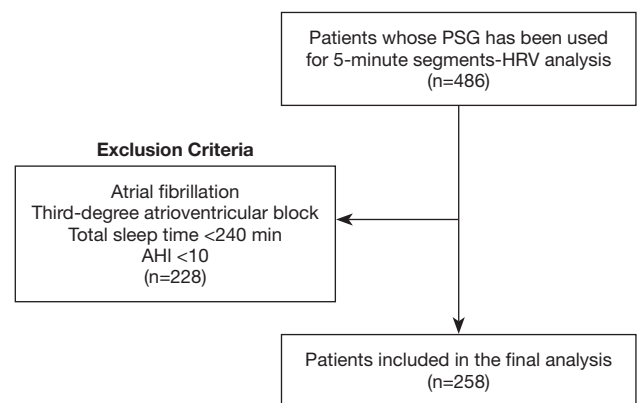 Patients whose PSG has been used
for 5-minute segments-HRV analysis
(n=486)
Exclusion Criteria
Atrial fibrillation
Third-degree atrioventricular block
Total sleep time <240 min
AHI <10
(n=228)
Patients included in the final analysis
(n=258)